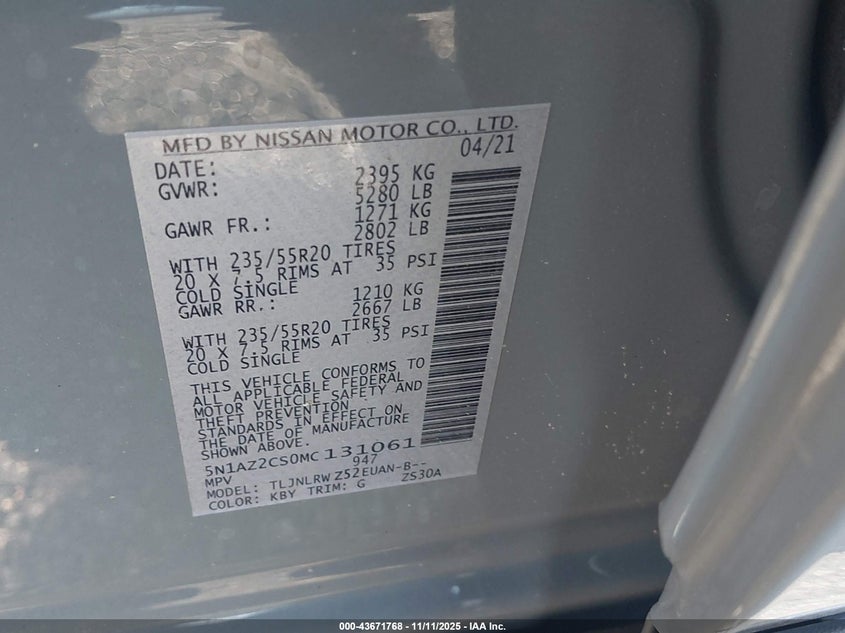 MFD BY NISSAN MOTOR CO., LTD.
DATE: 04/21
GVWR: 2395 KG
5280 LB
GAWR FR.: 1271 KG
2802 LB
WITH 235/55R20 TIRES
20 X 7.5 RIMS AT 35 PSI
COLD SINGLE
GAWR RR.: 1210 KG
2667 LB
WITH 235/55R20 TIRES
20 X 7.5 RIMS AT 35 PSI
COLD SINGLE
THIS VEHICLE CONFORMS TO
ALL APPLICABLE FEDERAL
MOTOR VEHICLE SAFETY AND
THEFT PREVENTION
STANDARDS IN EFFECT ON
THE DATE OF MANUFACTURE
SHOWN ABOVE.
5N1AZ2CS0MC131061
MPV 947
MODEL: TLJNLRWZ52EUAN-B--
COLOR: KBY TRIM: G ZS30A
000-43671768 - 11/11/2025 - IAA Inc.